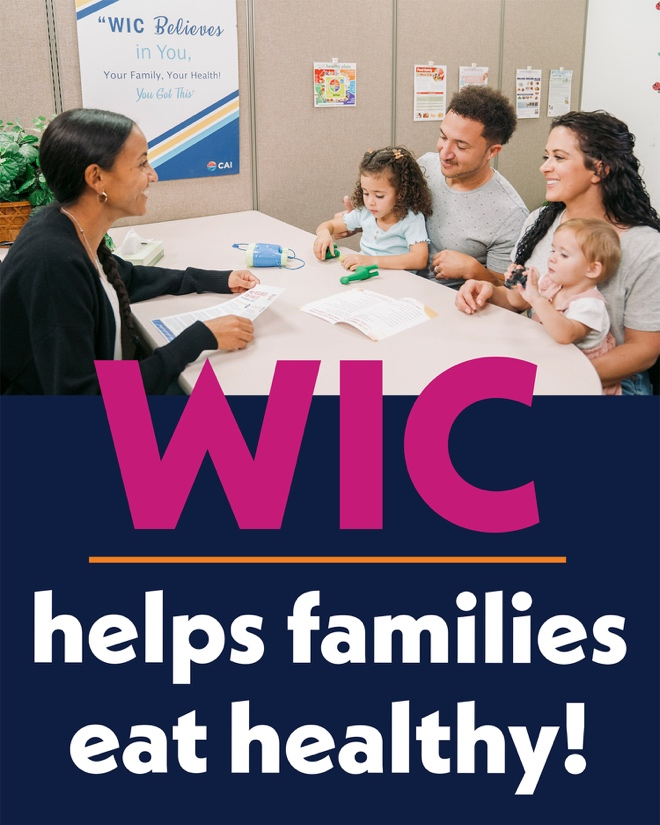 “WIC Believes
in You,
Your Family, Your Health!
You Got This
CAI
WIC
helps families
eat healthy!